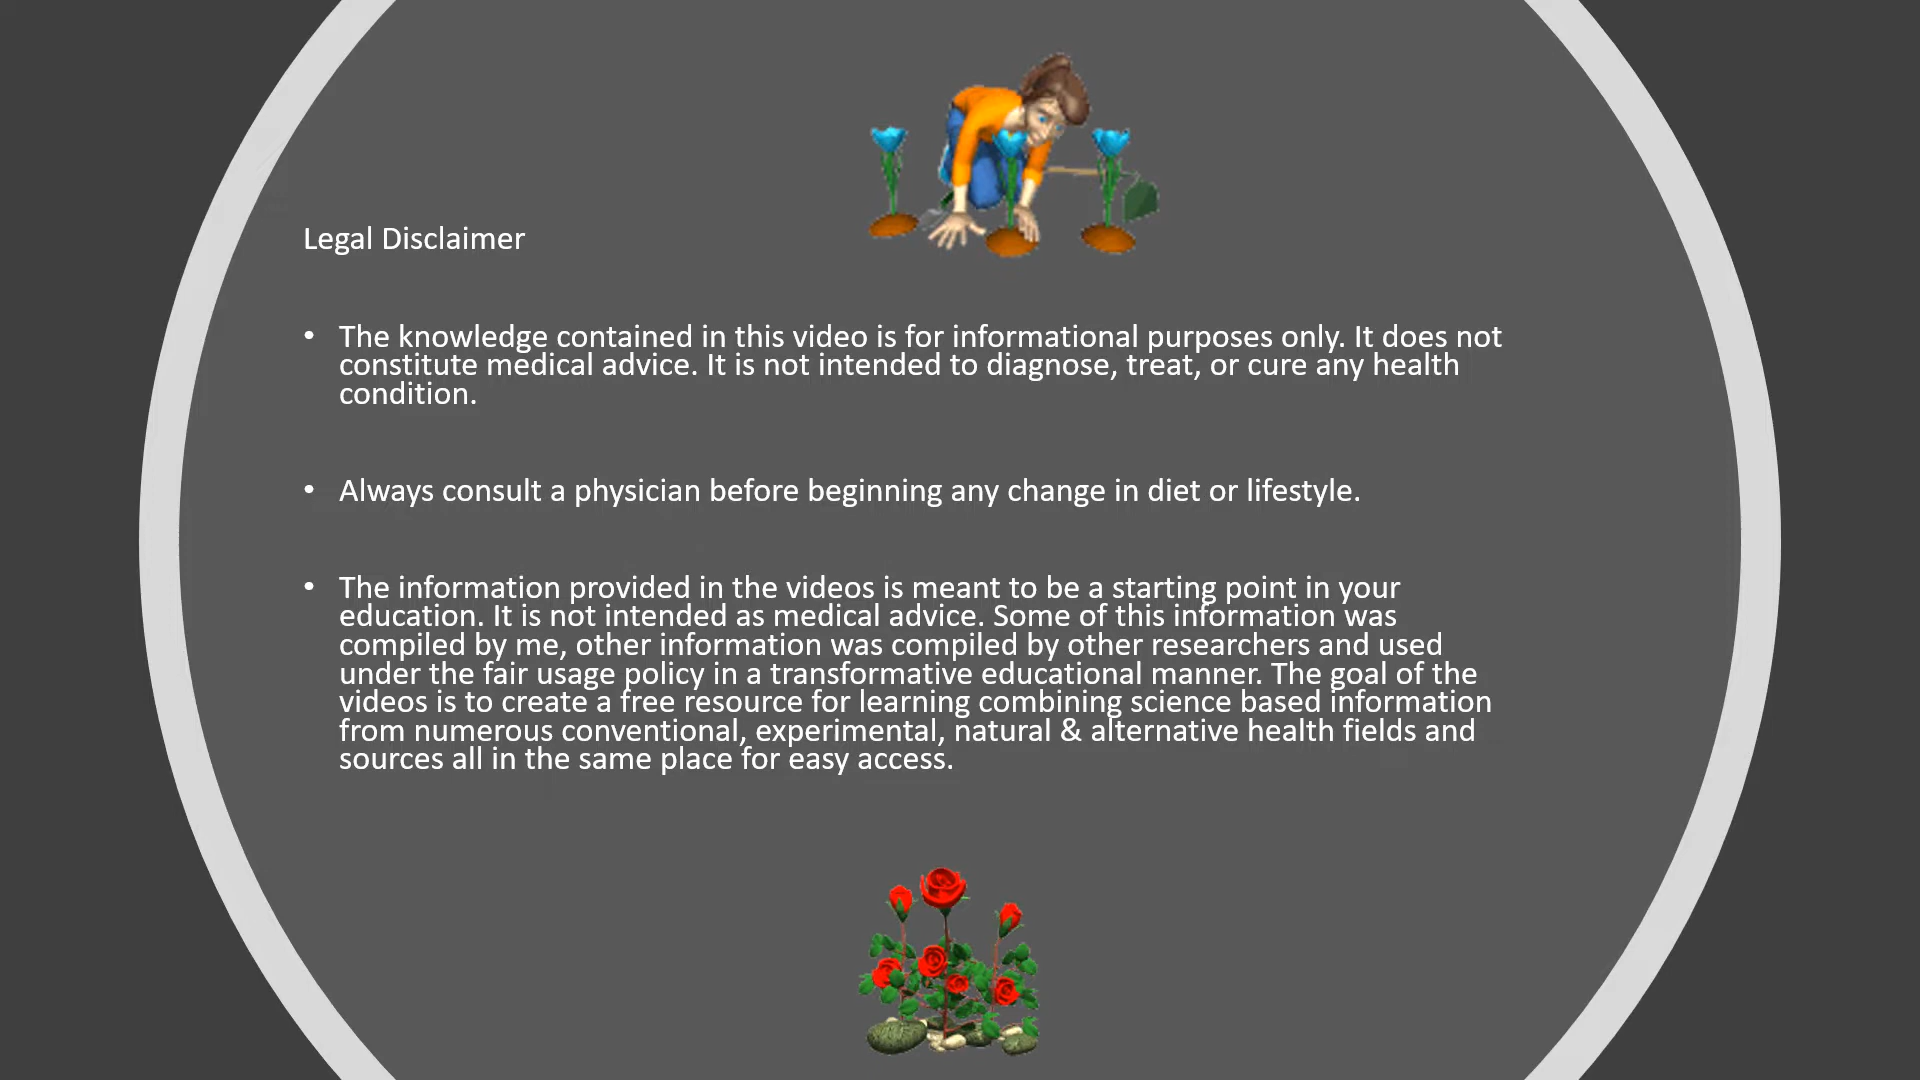 Legal Disclaimer
• The knowledge contained in this video is for informational purposes only. It does not
constitute medical advice. It is not intended to diagnose, treat, or cure any health
condition.
• Always consult a physician before beginning any change in diet or lifestyle.
• The information provided in the videos is meant to be a starting point in your
education. It is not intended as medical advice. Some of this information was
compiled by me, other information was compiled by other researchers and used
under the fair usage policy in a transformative educational manner. The goal of the
videos is to create a free resource for learning combining science based information
from numerous conventional, experimental, natural & alternative health fields and
sources all in the same place for easy access.